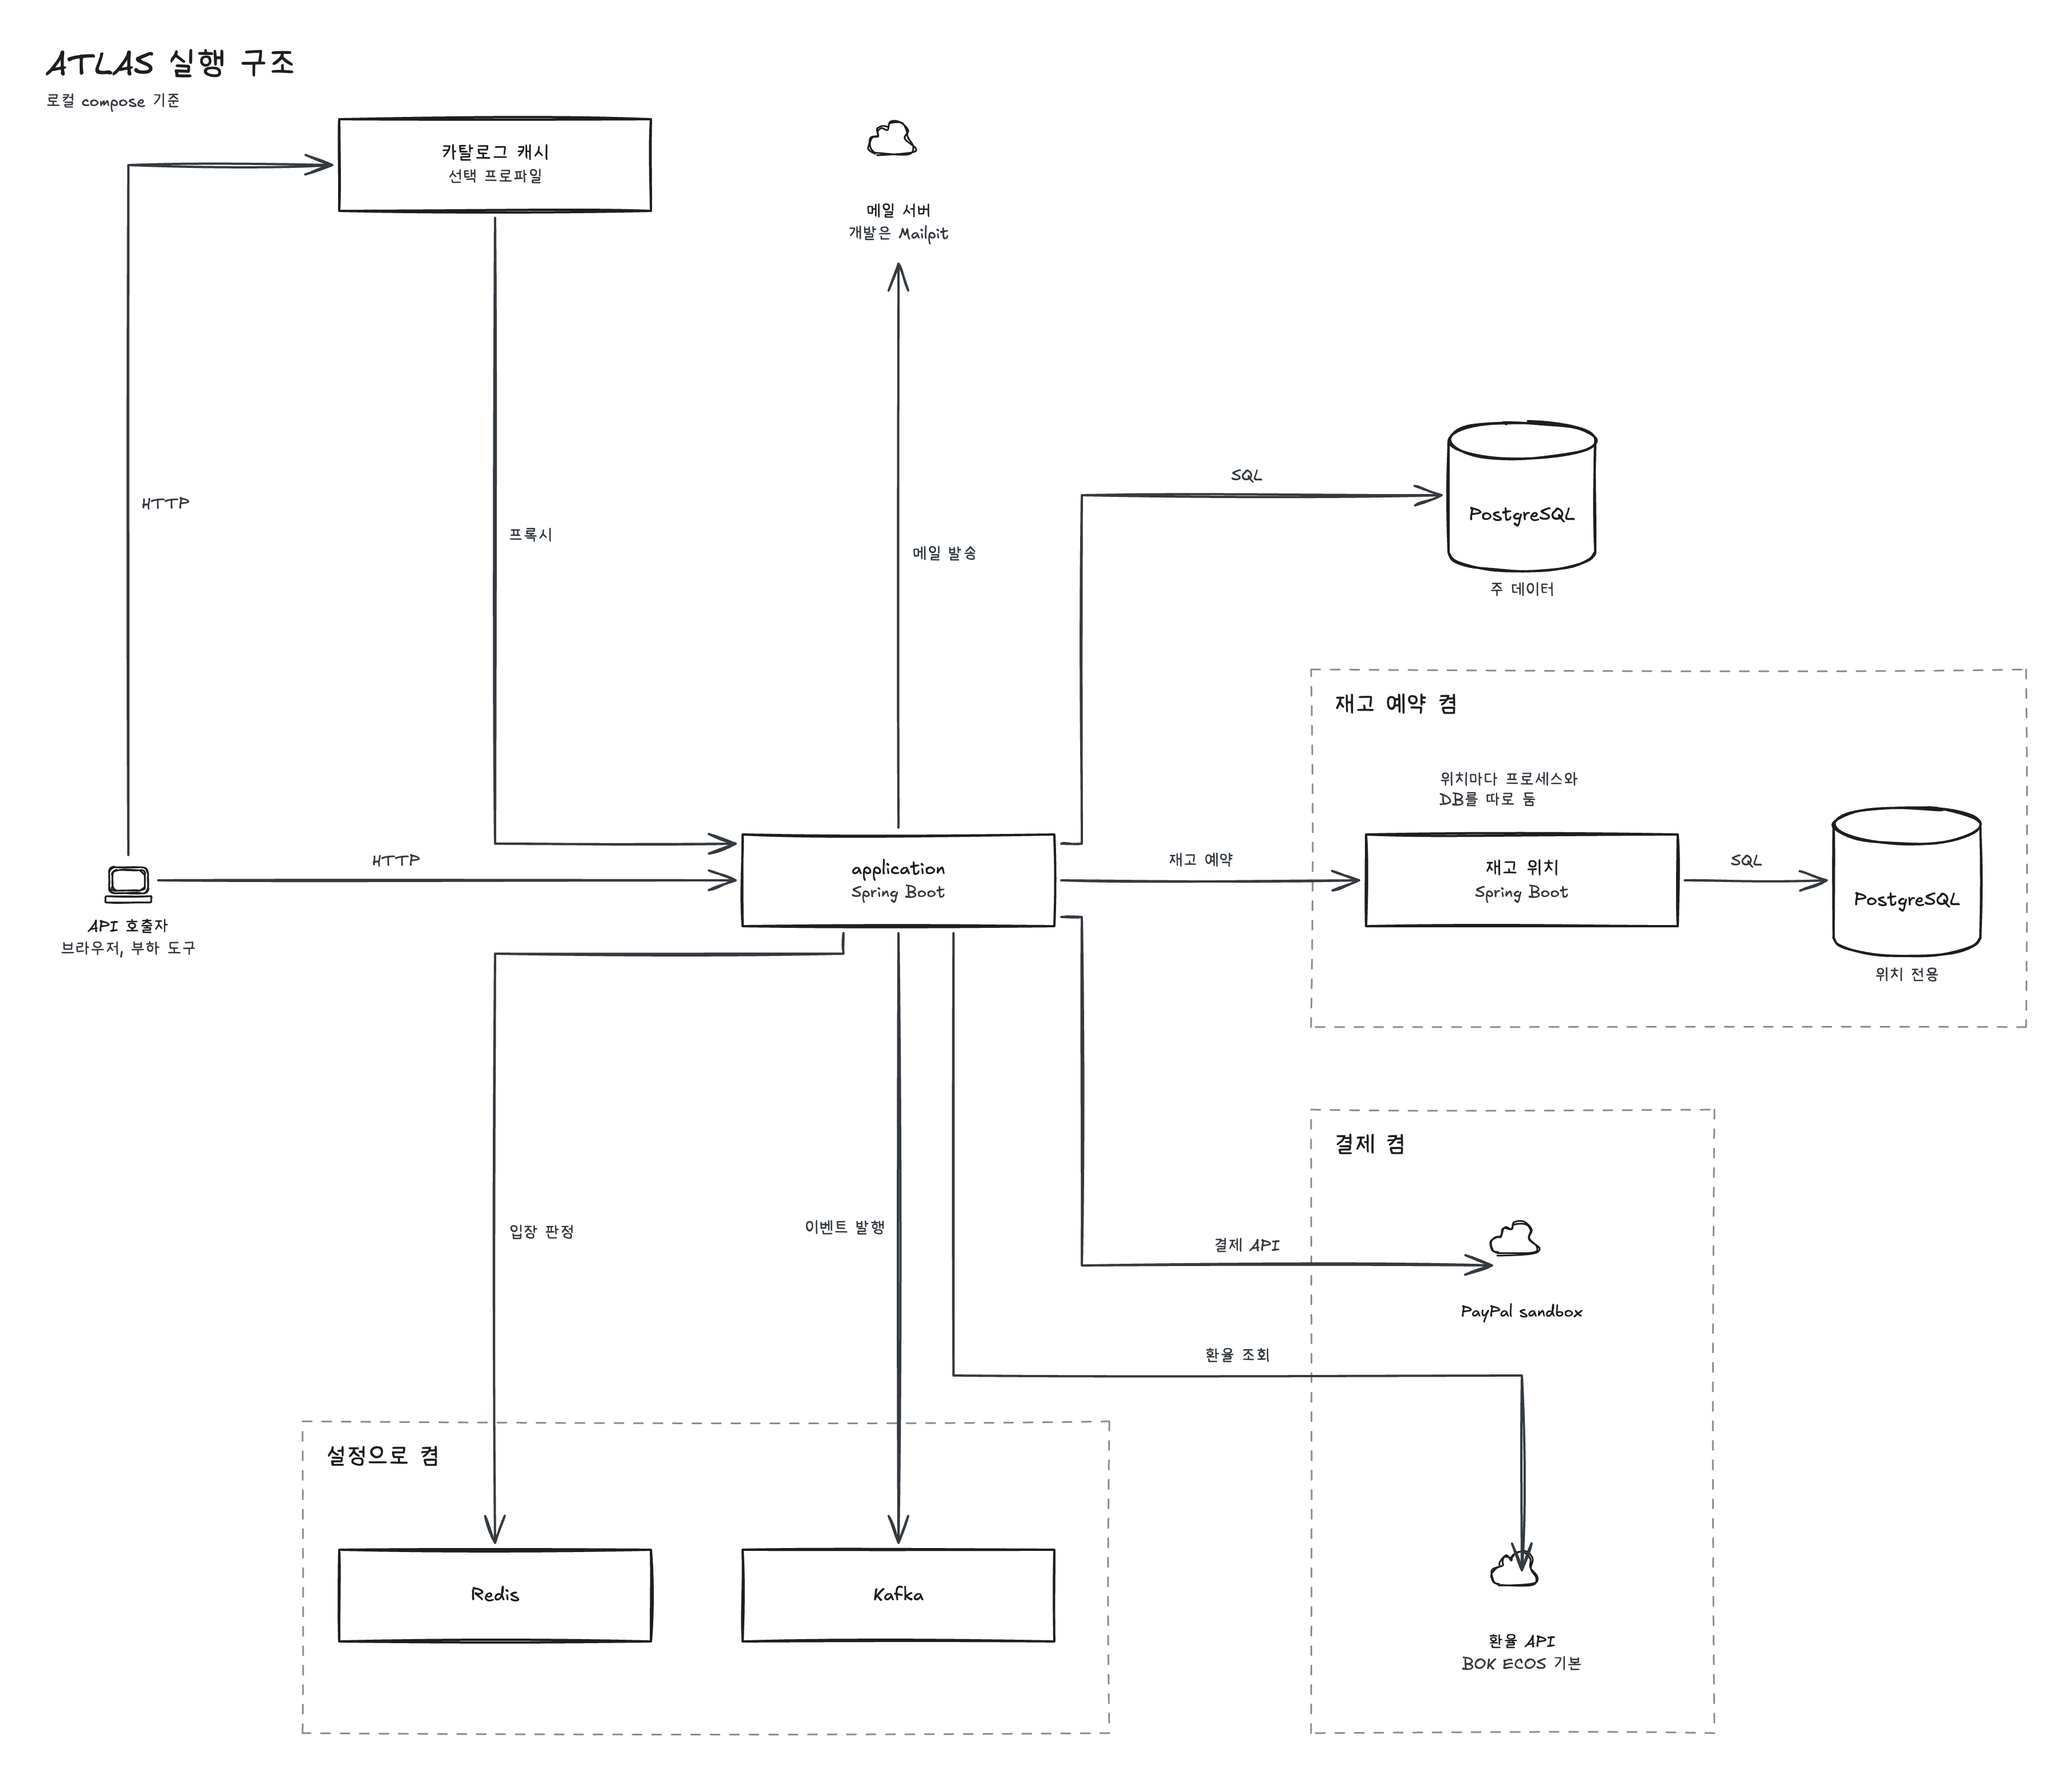 ATLAS 실행 구조
로컬 compose 기준
카탈로그 캐시
선택 프로파일
메일 서버
개발은 Mailpit
HTTP
프록시
메일 발송
SQL
PostgreSQL
주 데이터
재고 예약 켬
위치마다 프로세스와
DB를 따로 둠
HTTP
application
Spring Boot
재고 예약
재고 위치
Spring Boot
SQL
PostgreSQL
위치 전용
API 호출자
브라우저, 부하 도구
결제 켬
입장 판정
이벤트 발행
결제 API
PayPal sandbox
환율 조회
설정으로 켬
Redis
Kafka
환율 API
BOK ECOS 기본